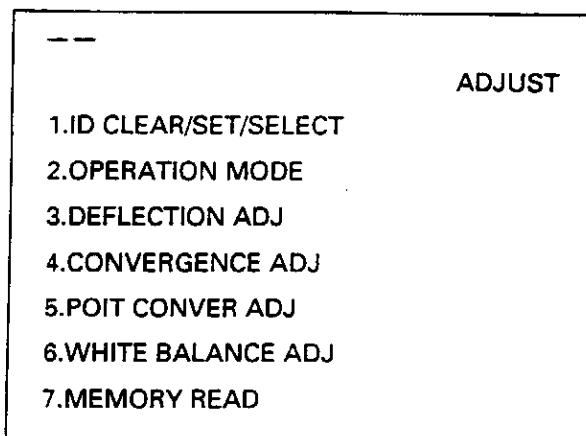 --
ADJUST
1.ID CLEAR/SET/SELECT
2.OPERATION MODE
3.DEFLECTION ADJ
4.CONVERGENCE ADJ
5.POIT CONVER ADJ
6.WHITE BALANCE ADJ
7.MEMORY READ